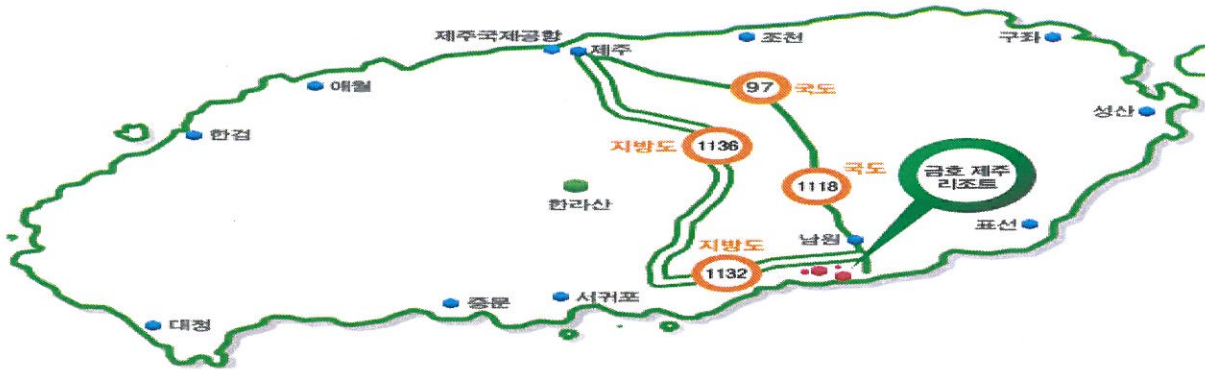 제주국제공항
제주
조천
구좌
애월
97
국도
성산
한검
지방도
1136
금호 제주
리조트
1118
국도
한라산
표선
남원
지방도
1132
중문
서귀포
대정